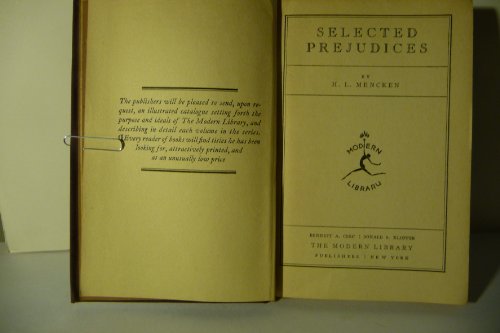 The publishers will be pleased to send, upon re-
quest, an illustrated catalogue setting forth the
purpose and ideals of The Modern Library, and
describing in detail each volume in the series.
Every reader of books will find titles he has been
looking for, attractively printed, and
at an unusually low price
SELECTED
PREJUDICES
BY
H. L. MENCKEN
MODERN
LIBRARY
BENNETT A. CERF : DONALD S. KLOPFER
THE MODERN LIBRARY
PUBLISHERS : NEW YORK